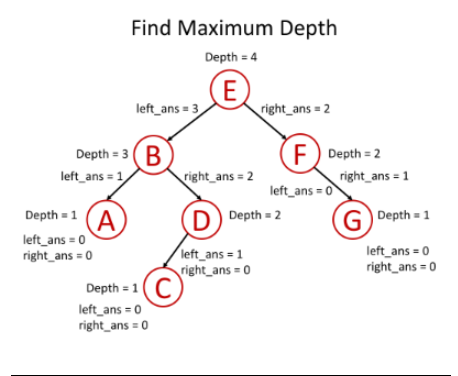 Find Maximum Depth
Depth = 4
E
left_ans = 3
right_ans = 2
Depth = 3
B
F
Depth = 2
left_ans = 1
right_ans = 2
left_ans = 0
right_ans = 1
Depth = 1
A
D
Depth = 2
G
Depth = 1
left_ans = 0
right_ans = 0
left_ans = 1
right_ans = 0
left_ans = 0
right_ans = 0
Depth = 1
C
left_ans = 0
right_ans = 0